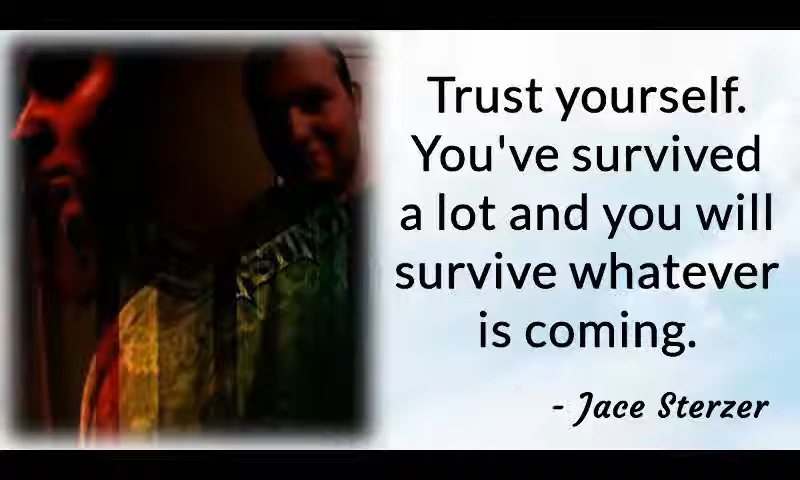 Trust yourself.
You've survived
a lot and you will
survive whatever
is coming.
- Jace Sterzer